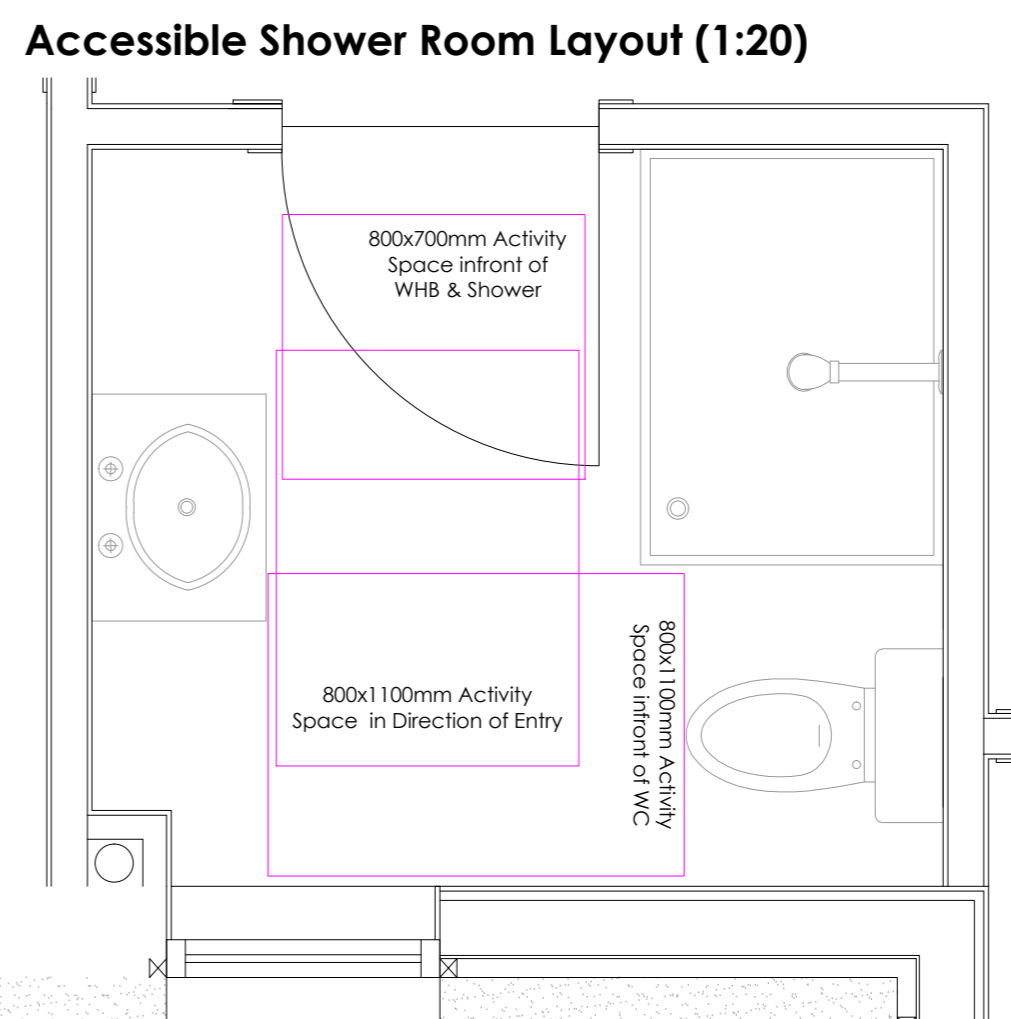 Accessible Shower Room Layout (1:20)
800x700mm Activity
Space infront of
WHB & Shower
800x1100mm Activity
Space in Direction of Entry
800x1100mm Activity
Space infront of WC